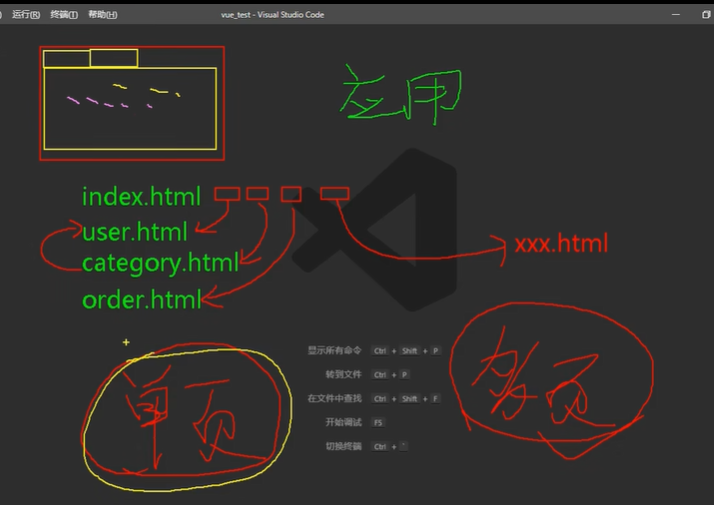 运行(R) 终端(T) 帮助(H) vue_test - Visual Studio Code
应用
index.html
user.html
category.html
order.html
xxx.html
显示所有命令 Ctrl + Shift + P
转到文件 Ctrl + P
在文件中查找 Ctrl + Shift + F
开始调试 F5
切换终端 Ctrl + `
单页
多页